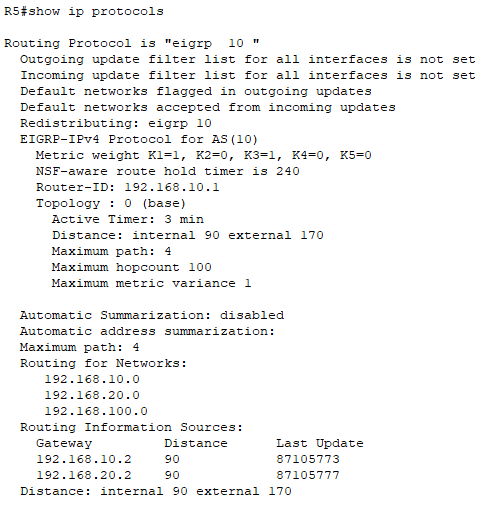 R5#show ip protocols

Routing Protocol is "eigrp  10 "
  Outgoing update filter list for all interfaces is not set
  Incoming update filter list for all interfaces is not set
  Default networks flagged in outgoing updates
  Default networks accepted from incoming updates
  Redistributing: eigrp 10
  EIGRP-IPv4 Protocol for AS(10)
    Metric weight K1=1, K2=0, K3=1, K4=0, K5=0
    NSF-aware route hold timer is 240
    Router-ID: 192.168.10.1
    Topology : 0 (base)
      Active Timer: 3 min
      Distance: internal 90 external 170
      Maximum path: 4
      Maximum hopcount 100
      Maximum metric variance 1

  Automatic Summarization: disabled
  Automatic address summarization:
  Maximum path: 4
  Routing for Networks:
     192.168.10.0
     192.168.20.0
     192.168.100.0
  Routing Information Sources:
    Gateway         Distance      Last Update
    192.168.10.2    90            87105773
    192.168.20.2    90            87105777
  Distance: internal 90 external 170